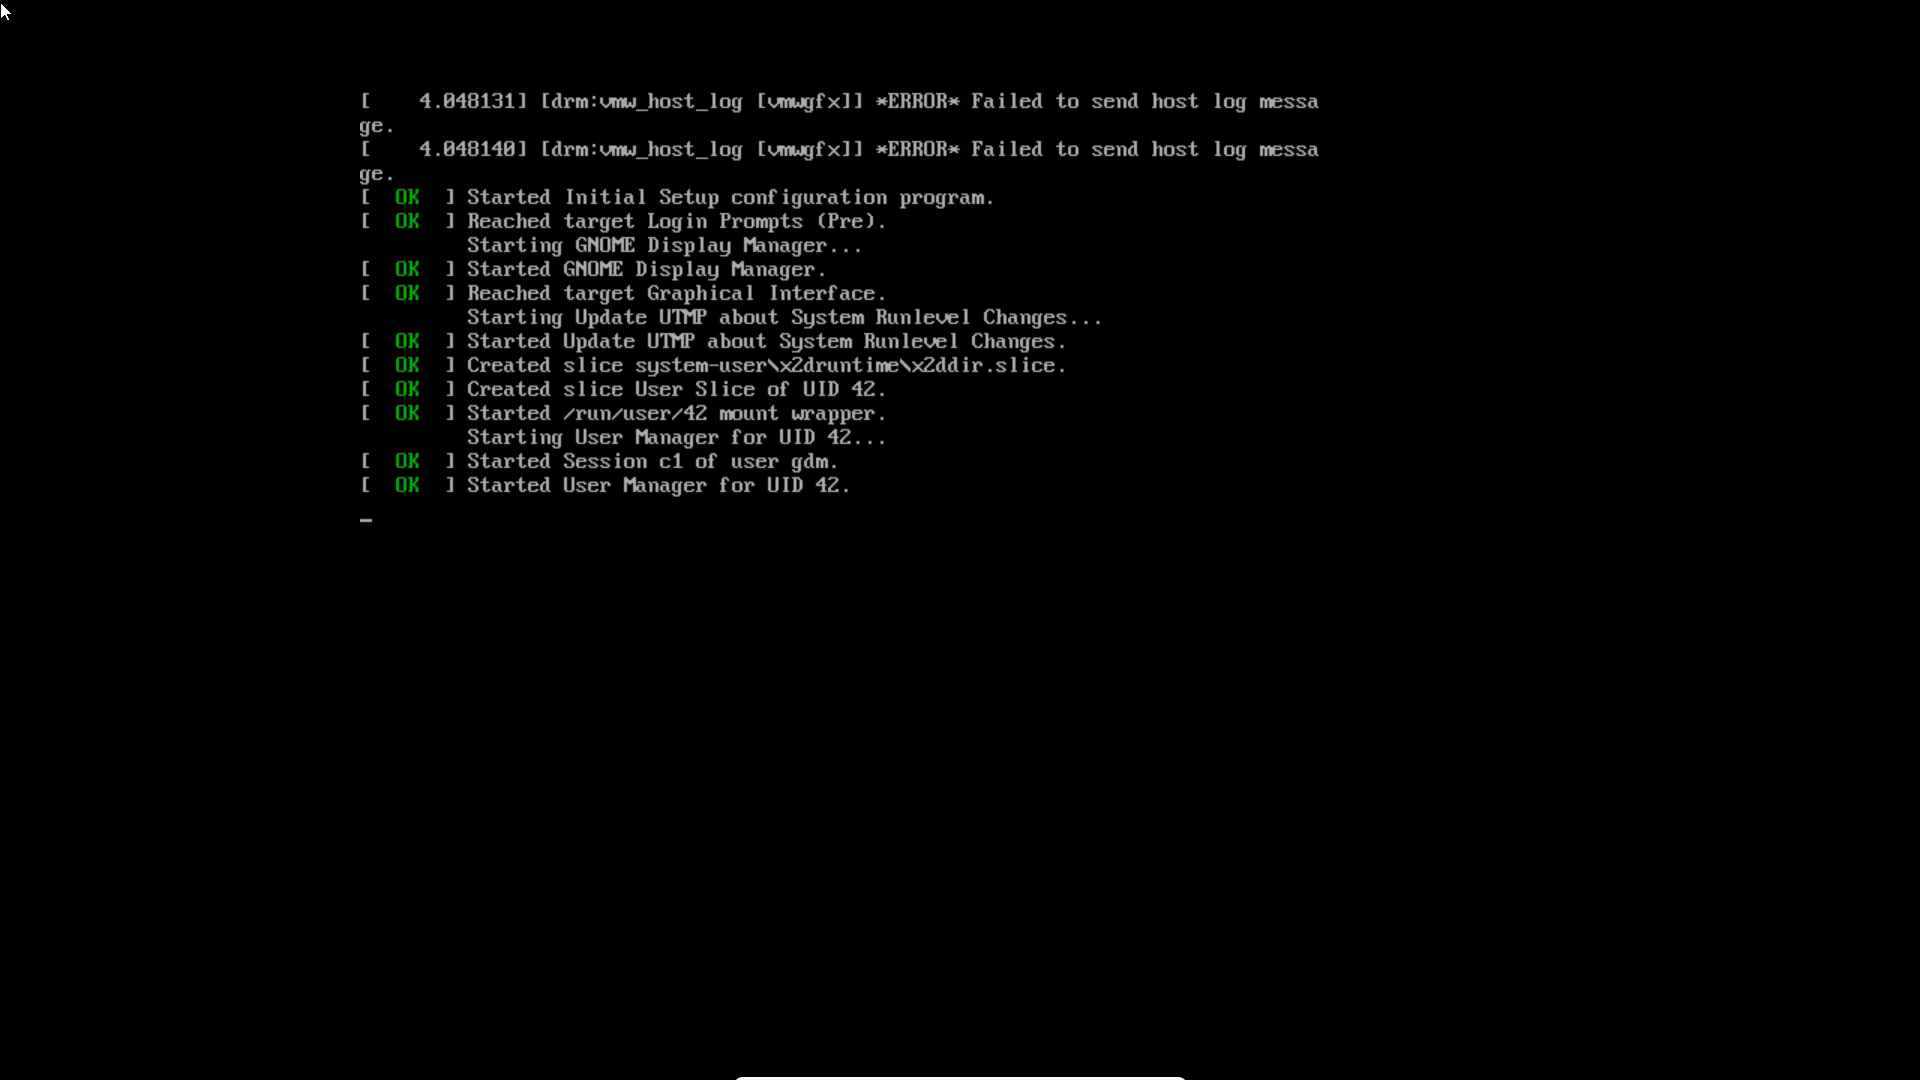 [    4.048131] [drm:vmw_host_log [vmwgfx]] *ERROR* Failed to send host log messa
ge.
[    4.048140] [drm:vmw_host_log [vmwgfx]] *ERROR* Failed to send host log messa
ge.
[  OK  ] Started Initial Setup configuration program.
[  OK  ] Reached target Login Prompts (Pre).
         Starting GNOME Display Manager...
[  OK  ] Started GNOME Display Manager.
[  OK  ] Reached target Graphical Interface.
         Starting Update UTMP about System Runlevel Changes...
[  OK  ] Started Update UTMP about System Runlevel Changes.
[  OK  ] Created slice system-user\x2druntime\x2ddir.slice.
[  OK  ] Created slice User Slice of UID 42.
[  OK  ] Started /run/user/42 mount wrapper.
         Starting User Manager for UID 42...
[  OK  ] Started Session c1 of user gdm.
[  OK  ] Started User Manager for UID 42.
_